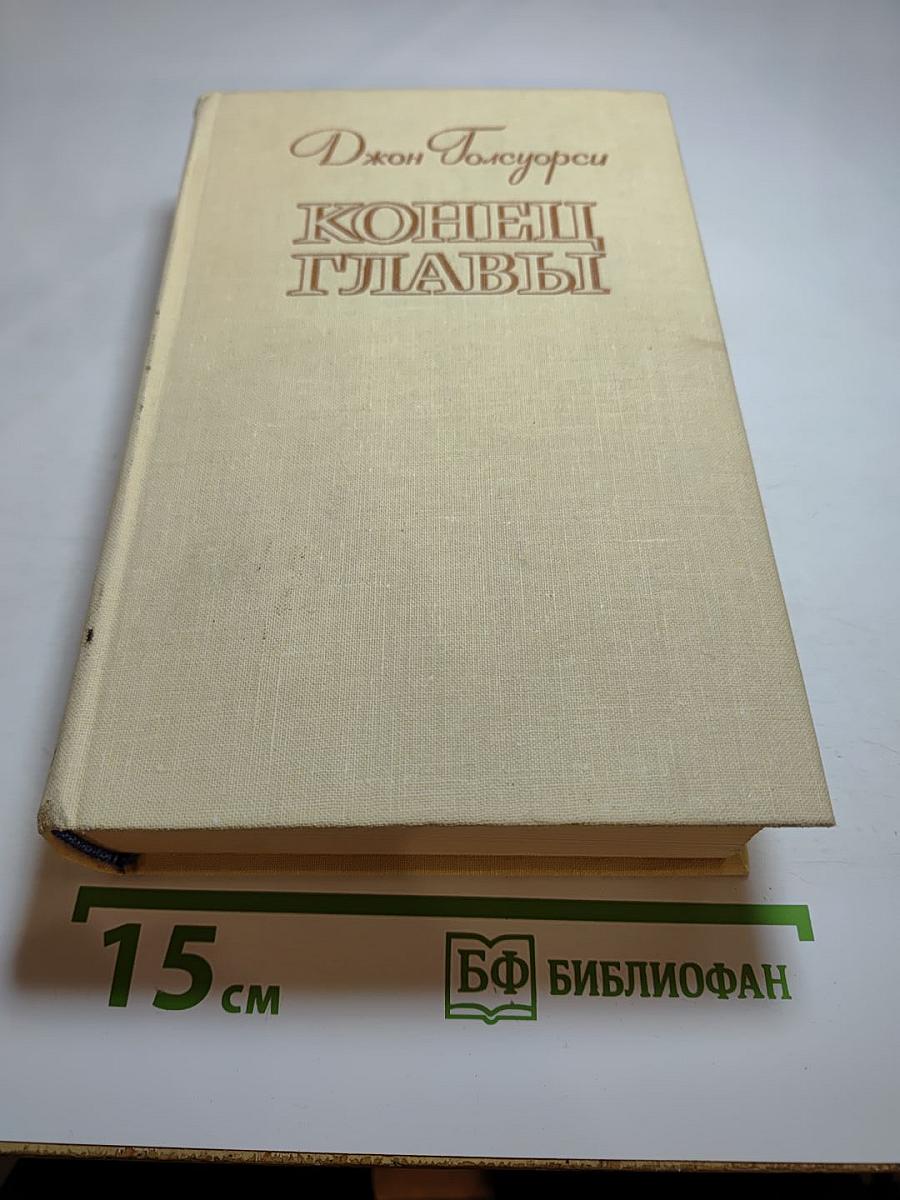 Джон Голсуорси
КОНЕЦ
ГЛАВЫ
15 см
БФ БИБЛИОФАН